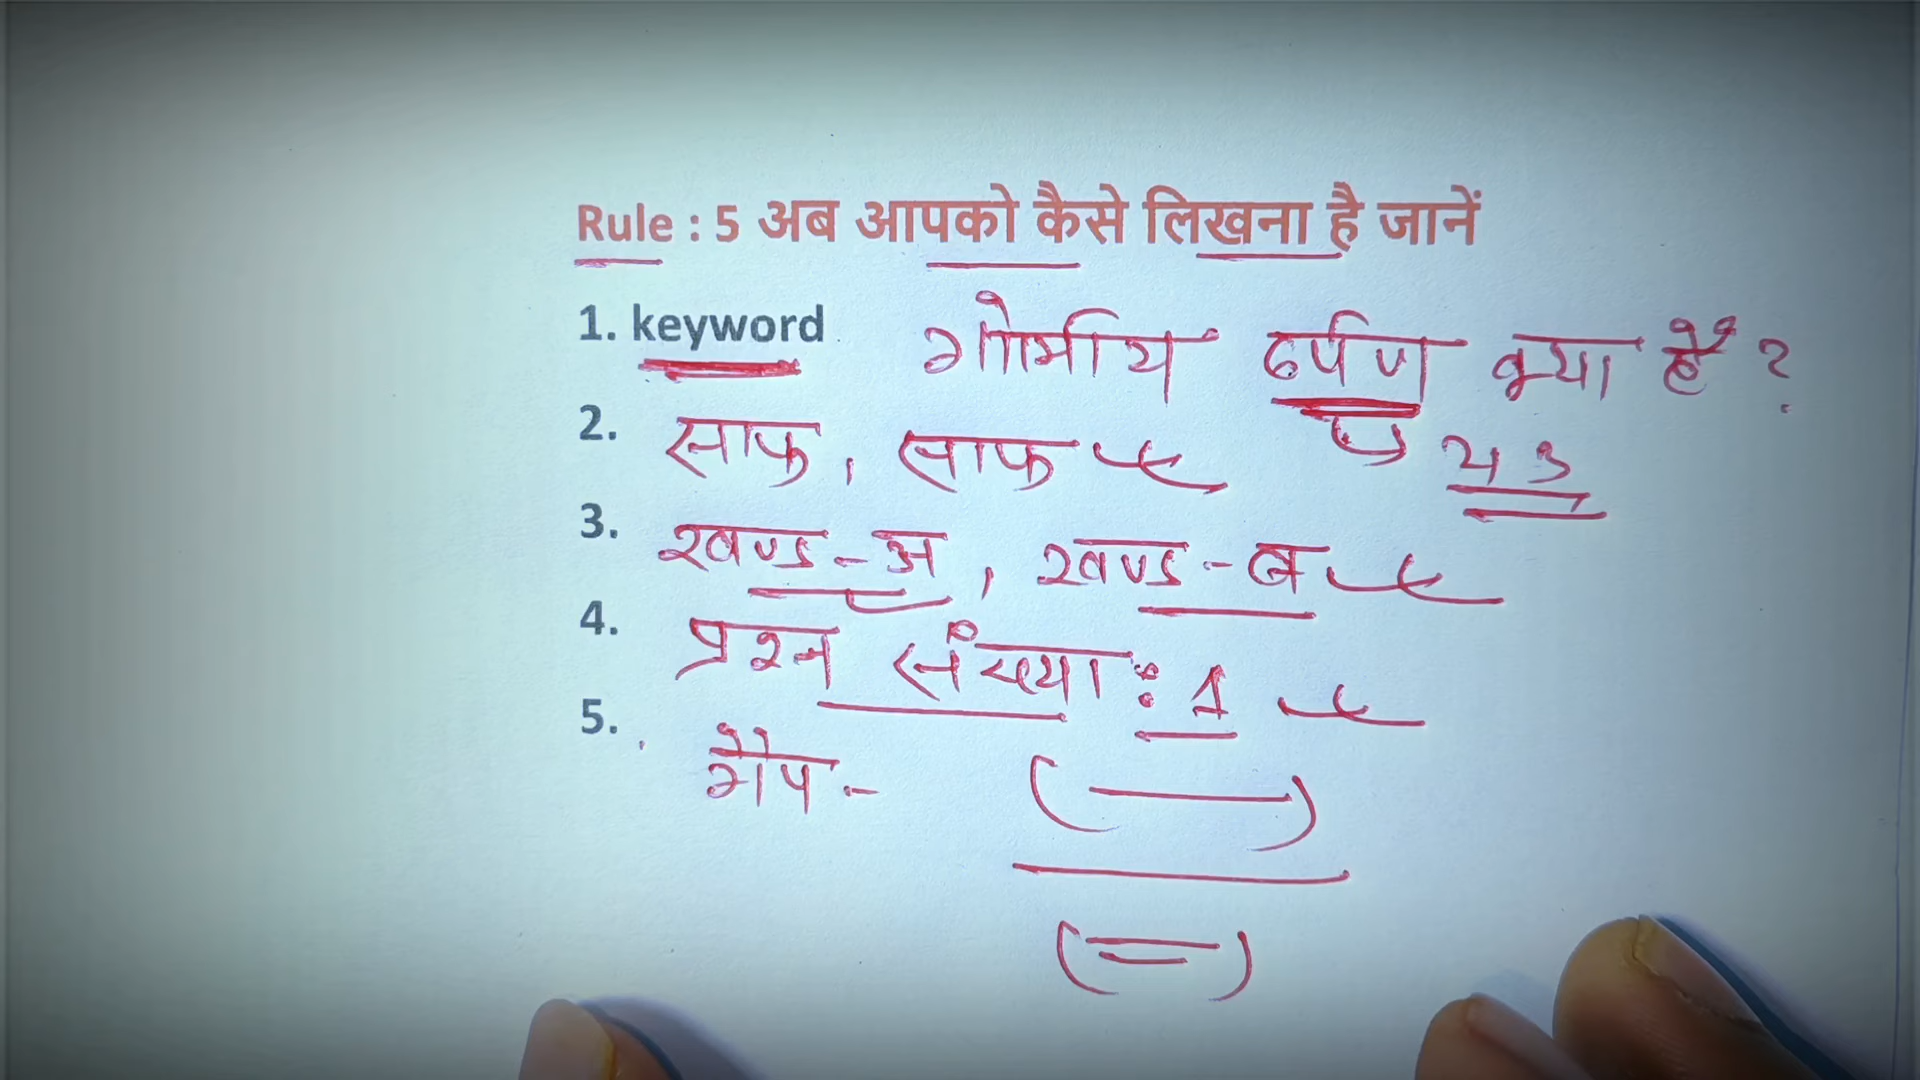 Rule : 5 अब आपको कैसे लिखना है जानें
1. keyword गोलीय दर्पण क्या है ?
2. साफ, साफ
3. खण्ड - अ, खण्ड - ब
4. प्रश्न संख्या : 1
5. गैप -